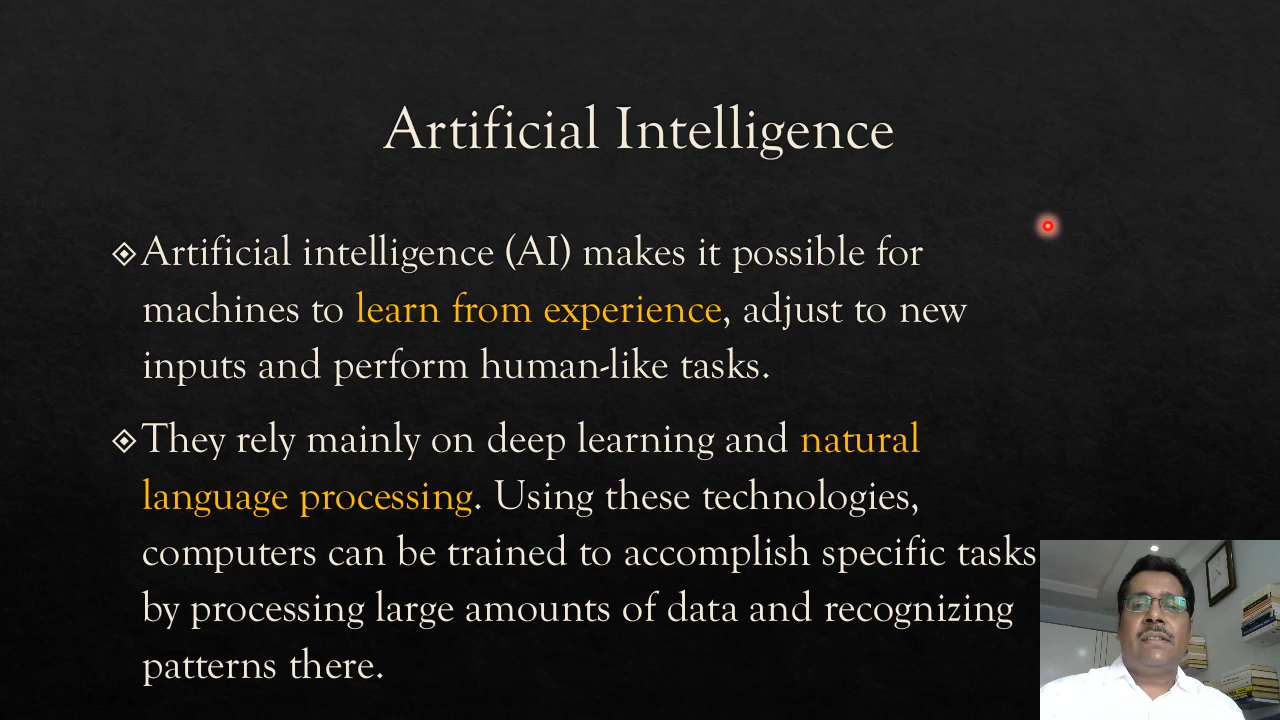 Artificial Intelligence
Artificial intelligence (AI) makes it possible for
machines to learn from experience, adjust to new
inputs and perform human-like tasks.
They rely mainly on deep learning and natural
language processing. Using these technologies,
computers can be trained to accomplish specific tasks
by processing large amounts of data and recognizing
patterns there.